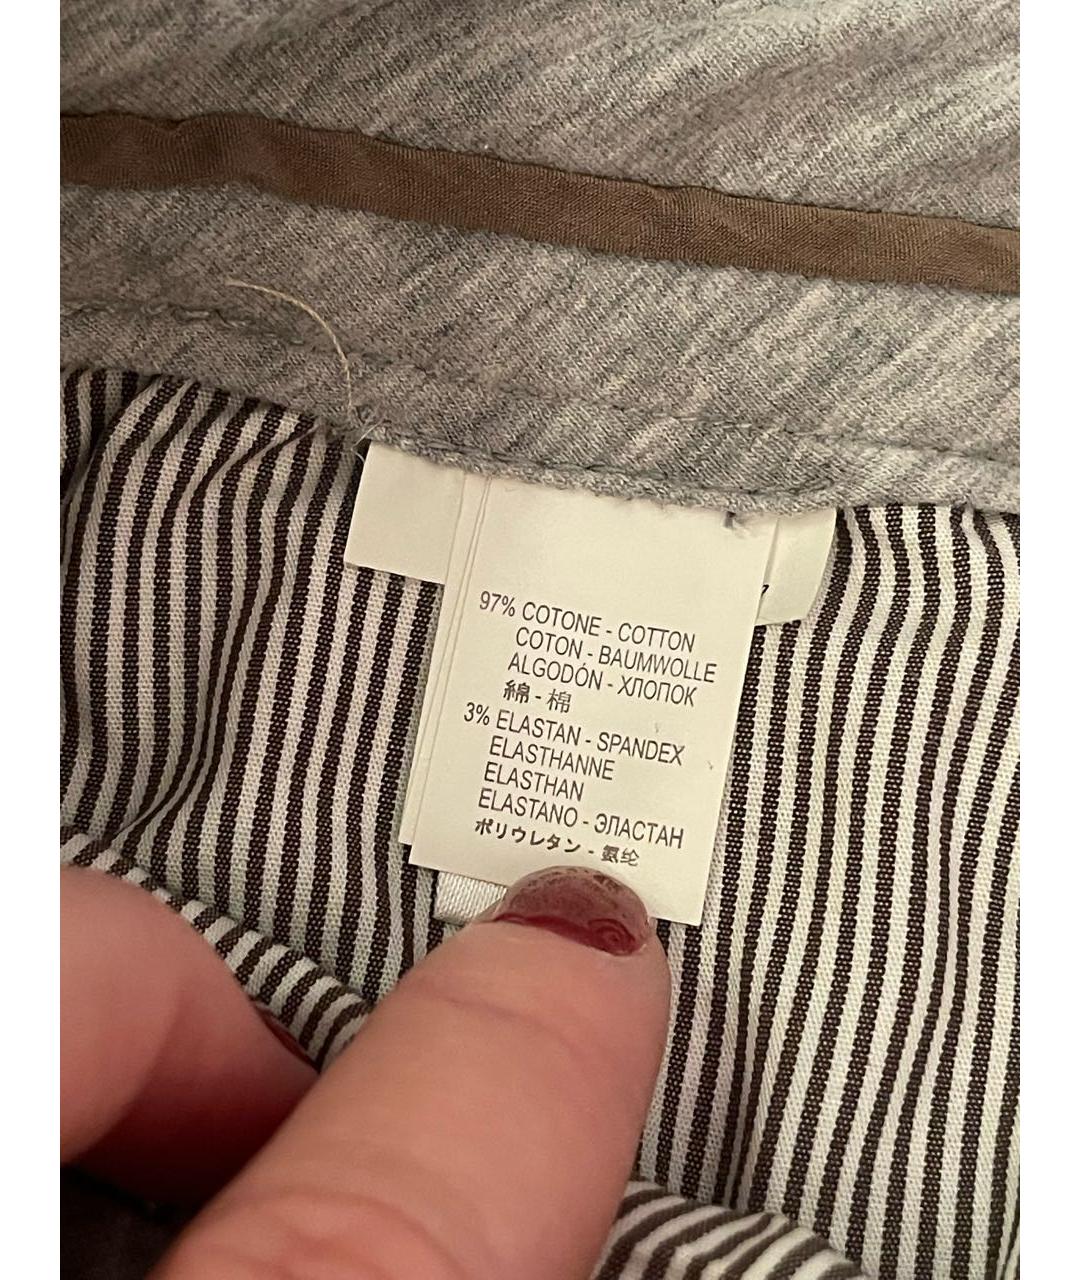 97% COTONE - COTTON
COTON - BAUMWOLLE
ALGODÓN - ХЛОПОК
綿 - 棉
3% ELASTAN - SPANDEX
ELASTHANNE
ELASTHAN
ELASTANO - ЭЛАСТАН
ポリウレタン - 氨纶